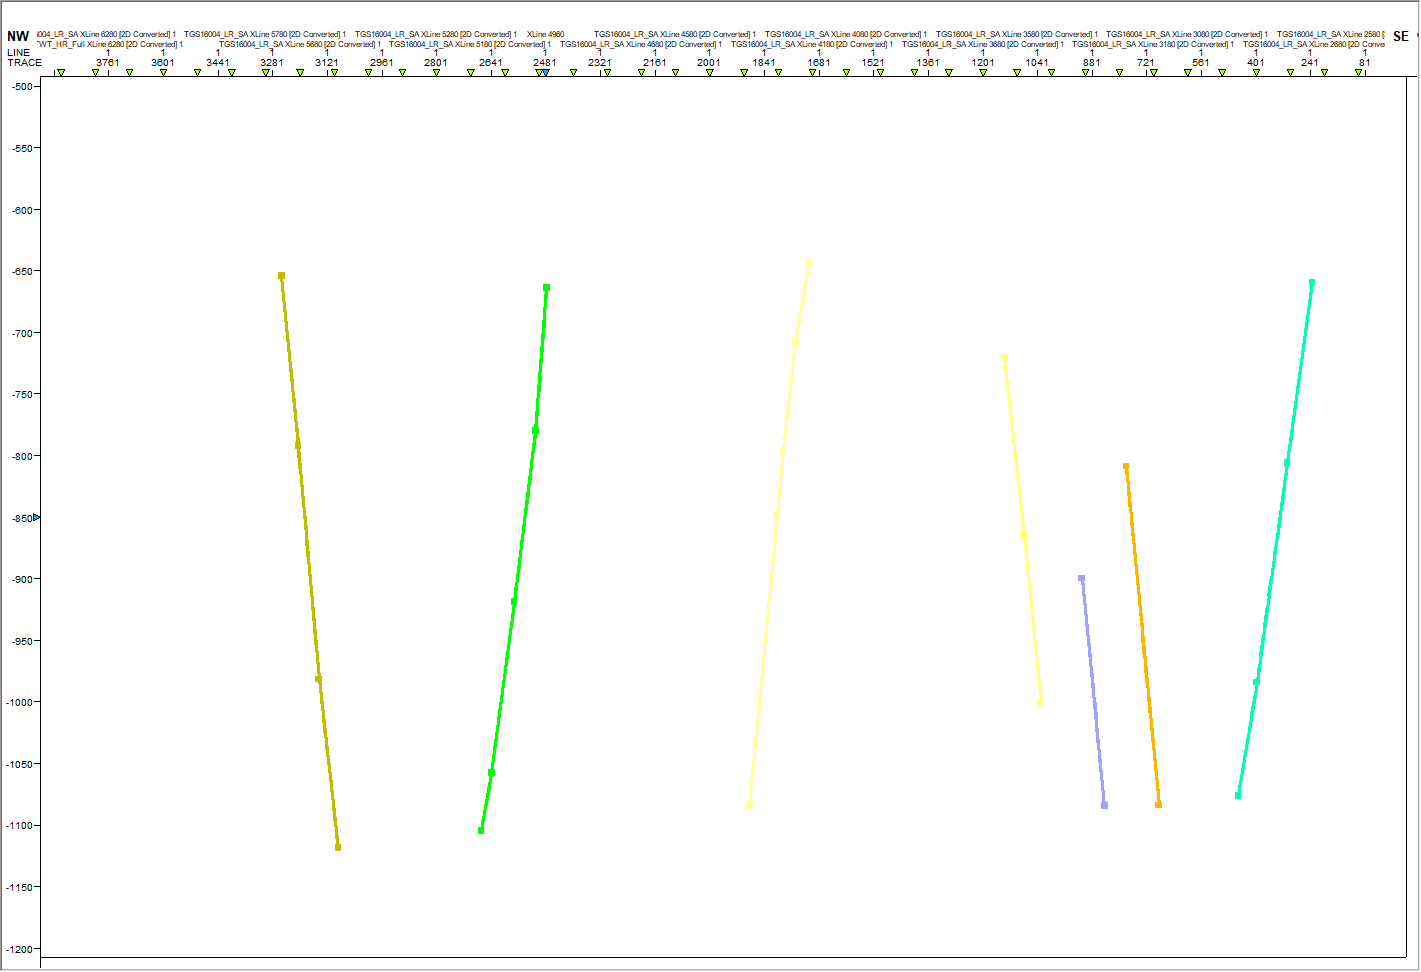 NW
i004_LR_SA XLine 6280 [2D Converted] 1 TGS16004_LR_SA XLine 5780 [2D Converted] 1 TGS16004_LR_SA XLine 5280 [2D Converted] 1 XLine 4960 TGS16004_LR_SA XLine 4580 [2D Converted] 1 TGS16004_LR_SA XLine 4080 [2D Converted] 1 TGS16004_LR_SA XLine 3580 [2D Converted] 1 TGS16004_LR_SA XLine 3080 [2D Converted] 1 TGS16004_LR_SA XLine 2580 [
SE
TWT_HR_Full XLine 6280 [2D Converted] 1 TGS16004_LR_SA XLine 5680 [2D Converted] 1 TGS16004_LR_SA XLine 5180 [2D Converted] 1 TGS16004_LR_SA XLine 4680 [2D Converted] 1 TGS16004_LR_SA XLine 4180 [2D Converted] 1 TGS16004_LR_SA XLine 3680 [2D Converted] 1 TGS16004_LR_SA XLine 3180 [2D Converted] 1 TGS16004_LR_SA XLine 2680 [2D Conve
LINE 1 1 1 1 1 1 1 1 1 1 1 1 1 1 1 1 1 1 1 1 1 1 1 1
TRACE 3761 3601 3441 3281 3121 2961 2801 2641 2481 2321 2161 2001 1841 1681 1521 1361 1201 1041 881 721 561 401 241 81
-500
-550
-600
-650
-700
-750
-800
-850
-900
-950
-1000
-1050
-1100
-1150
-1200